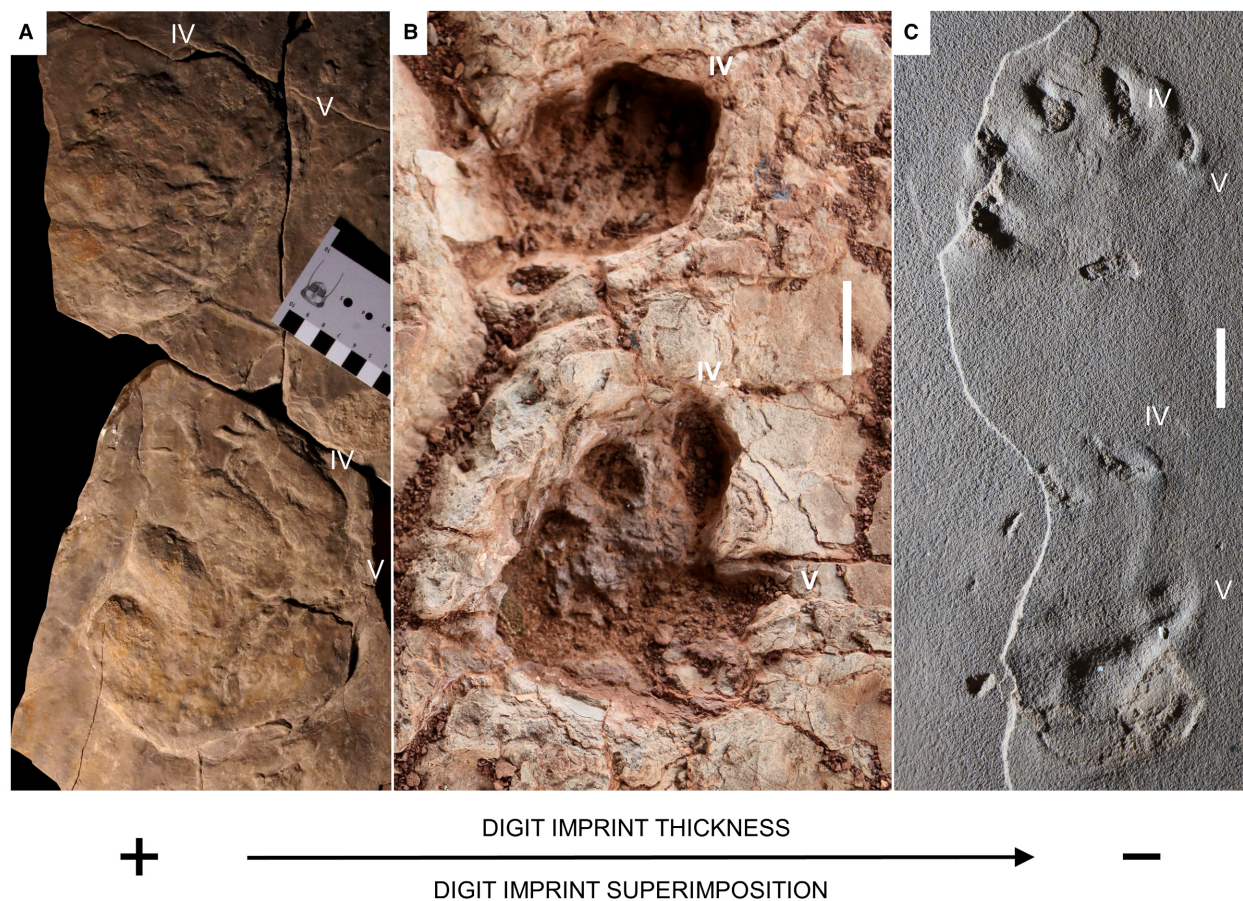 A
IV
V
IV
V
B
IV
IV
V
C
IV
V
IV
V
+
DIGIT IMPRINT THICKNESS
DIGIT IMPRINT SUPERIMPOSITION
−